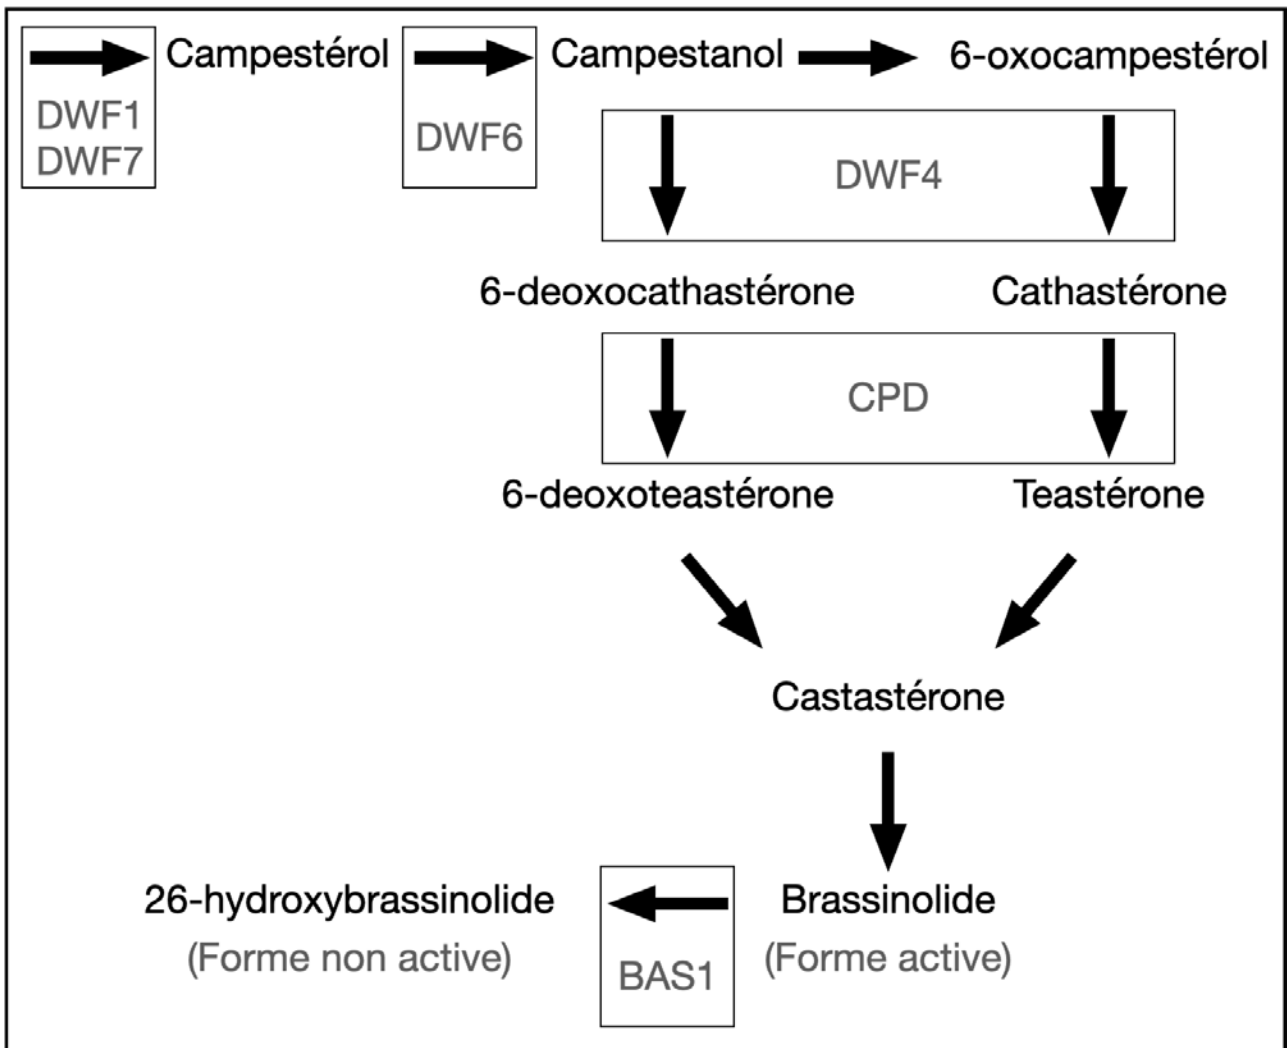 Campestérol
DWF1
DWF7
DWF6
Campestanol
6-oxocampestérol
DWF4
6-deoxocathastérone
Cathastérone
CPD
6-deoxoteastérone
Teastérone
Castastérone
26-hydroxybrassinolide
(Forme non active)
BAS1
Brassinolide
(Forme active)